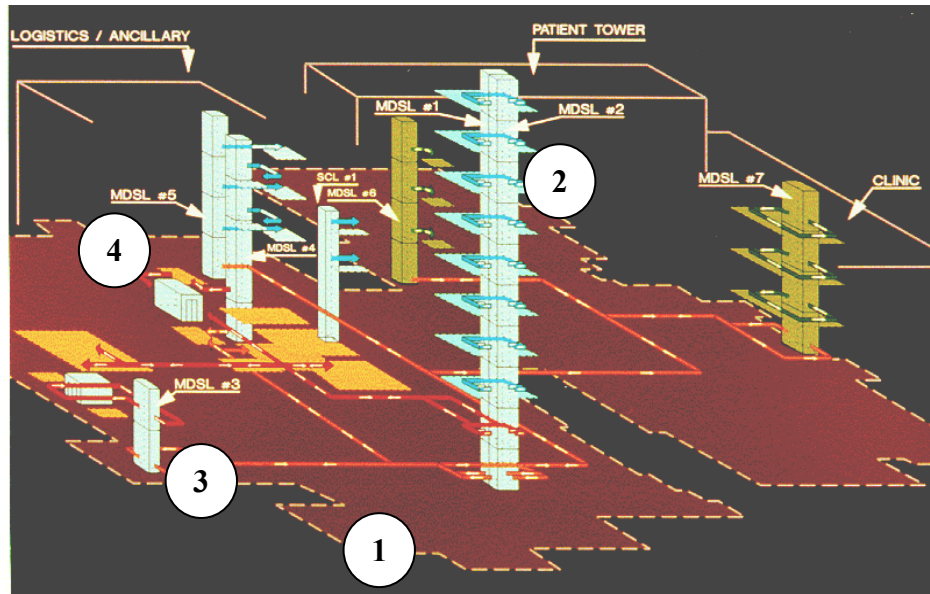 LOGISTICS / ANCILLARY
PATIENT TOWER
MDSL #1
MDSL #2
MDSL #5
SCL #1
MDSL #6
2
MDSL #7
CLINIC
4
MDSL #4
MDSL #3
3
1